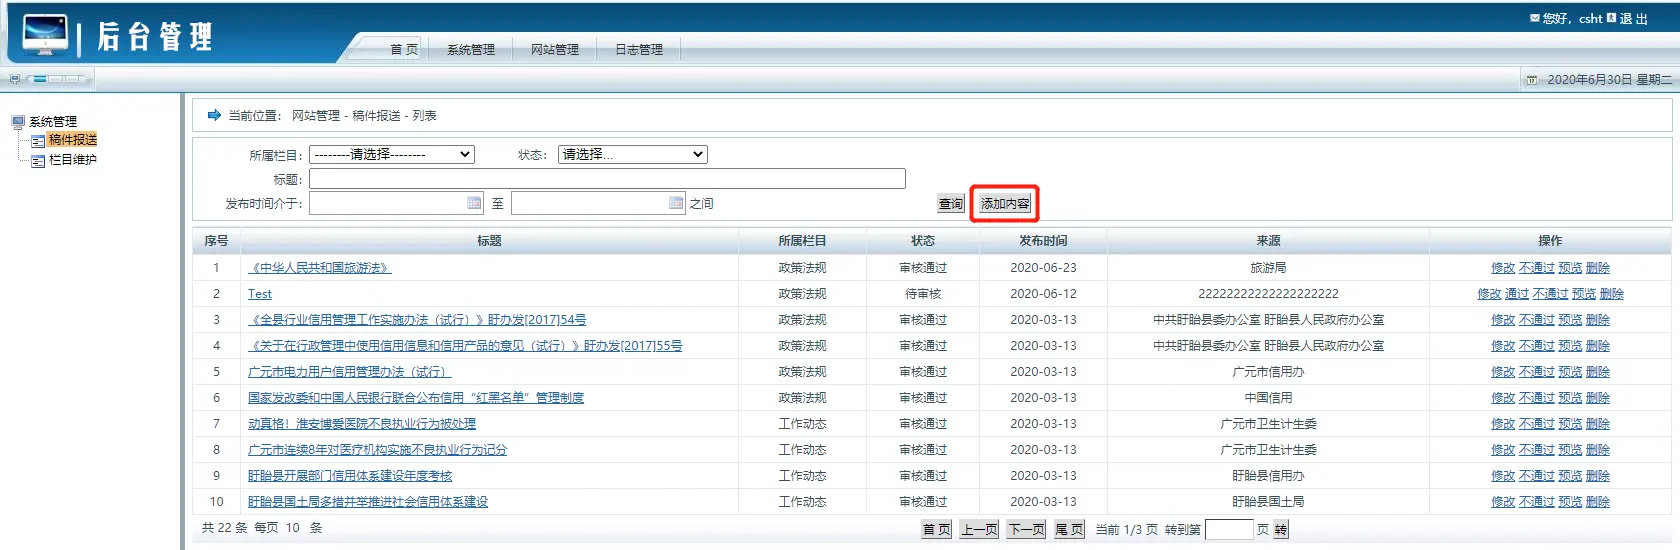 后台管理
您好，csht 退 出
首 页 系统管理 网站管理 日志管理
2020年6月30日 星期二
系统管理
稿件报送
栏目维护
当前位置： 网站管理 - 稿件报送 - 列表
所属栏目： --------请选择-------- 状态： 请选择...
标题：
发布时间介于： 至 之间 查询 添加内容
序号 标题 所属栏目 状态 发布时间 来源 操作
1 《中华人民共和国旅游法》 政策法规 审核通过 2020-06-23 旅游局 修改 不通过 预览 删除
2 Test 政策法规 待审核 2020-06-12 22222222222222222222 修改 通过 不通过 预览 删除
3 《全县行业信用管理工作实施办法（试行）》盱办发[2017]54号 政策法规 审核通过 2020-03-13 中共盱眙县委办公室 盱眙县人民政府办公室 修改 不通过 预览 删除
4 《关于在行政管理中使用信用信息和信用产品的意见（试行）》盱办发[2017]55号 政策法规 审核通过 2020-03-13 中共盱眙县委办公室 盱眙县人民政府办公室 修改 不通过 预览 删除
5 广元市电力用户信用管理办法（试行） 政策法规 审核通过 2020-03-13 广元市信用办 修改 不通过 预览 删除
6 国家发改委和中国人民银行联合公布信用“红黑名单”管理制度 政策法规 审核通过 2020-03-13 中国信用 修改 不通过 预览 删除
7 动真格！淮安博爱医院不良执业行为被处理 工作动态 审核通过 2020-03-13 广元市卫生计生委 修改 不通过 预览 删除
8 广元市连续8年对医疗机构实施不良执业行为记分 工作动态 审核通过 2020-03-13 广元市卫生计生委 修改 不通过 预览 删除
9 盱眙县开展部门信用体系建设年度考核 工作动态 审核通过 2020-03-13 盱眙县信用办 修改 不通过 预览 删除
10 盱眙县国土局多措并举推进社会信用体系建设 工作动态 审核通过 2020-03-13 盱眙县国土局 修改 不通过 预览 删除
共 22 条 每页 10 条 首 页 上一页 下一页 尾 页 当前 1/3 页 转到第 页 转